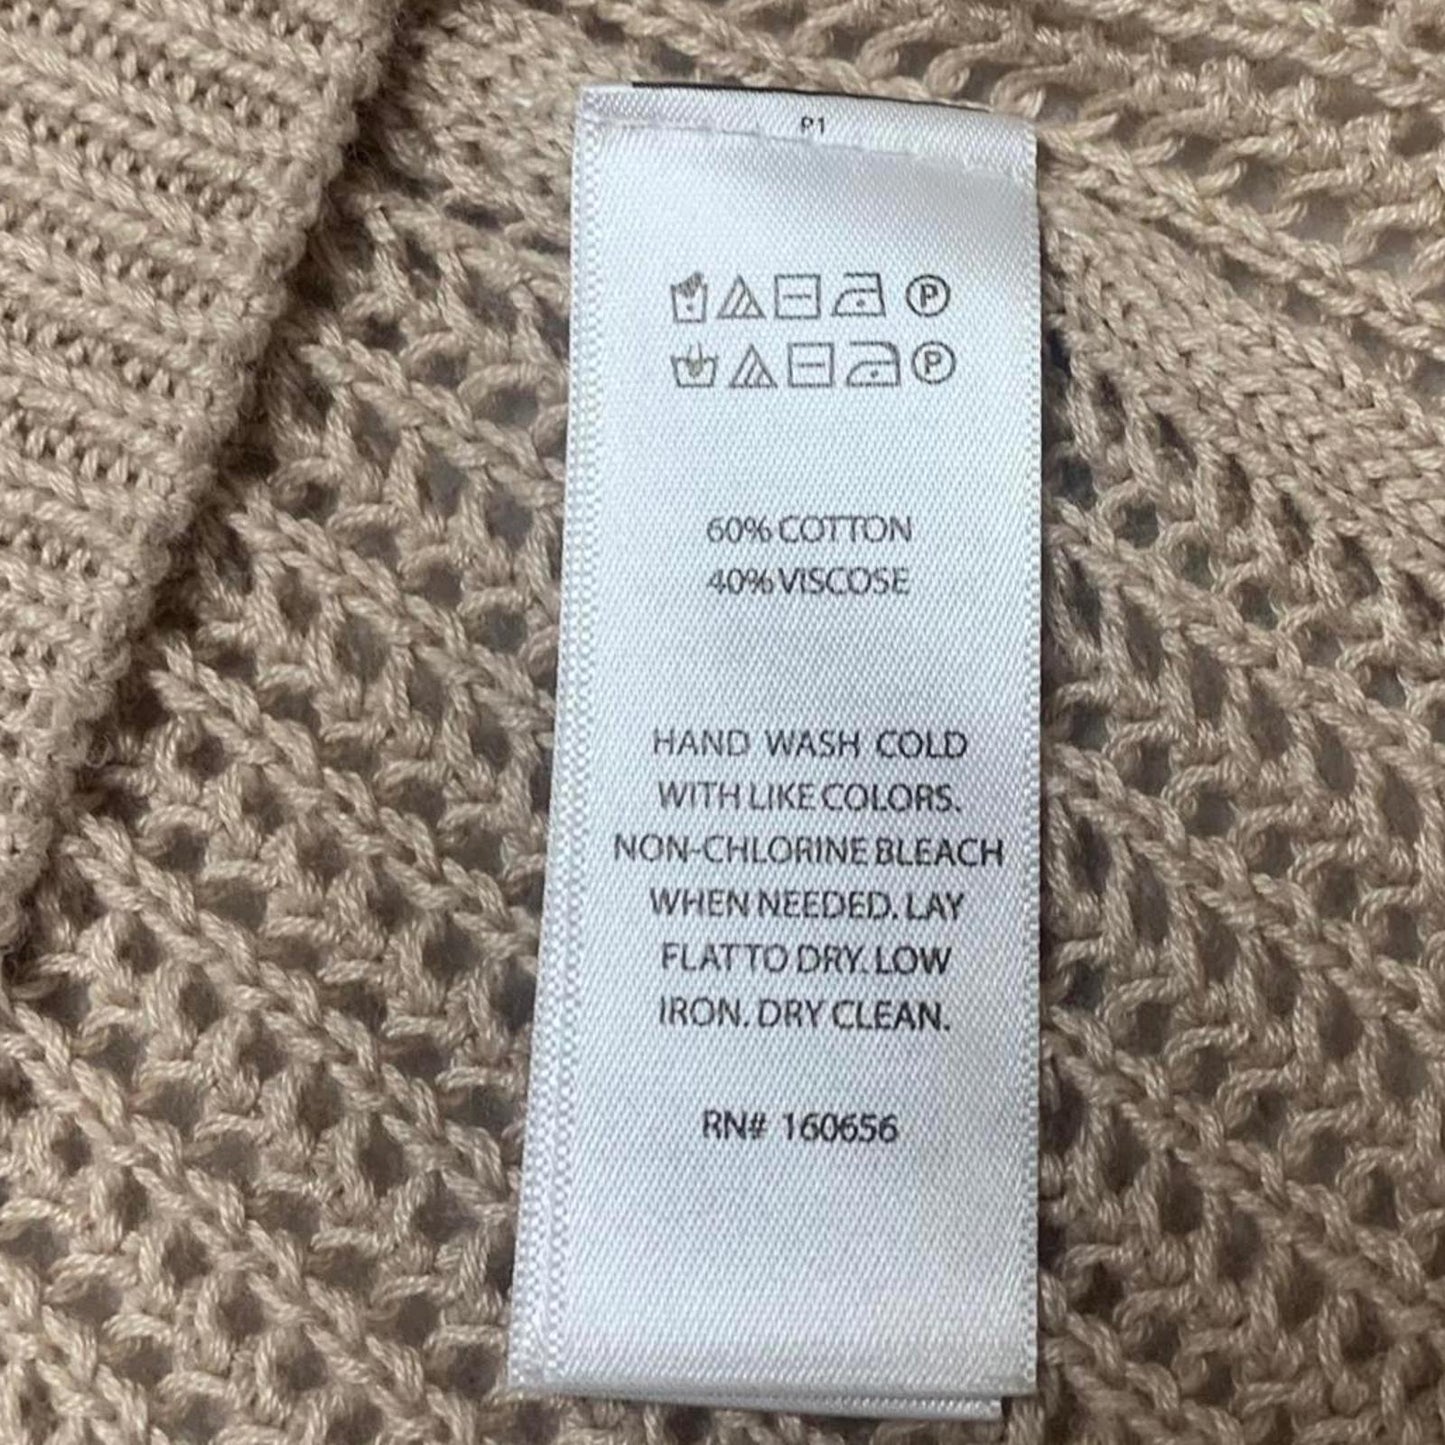 P1
P
P
60% COTTON
40% VISCOSE
HAND WASH COLD
WITH LIKE COLORS.
NON-CHLORINE BLEACH
WHEN NEEDED. LAY
FLAT TO DRY. LOW
IRON. DRY CLEAN.
RN# 160656